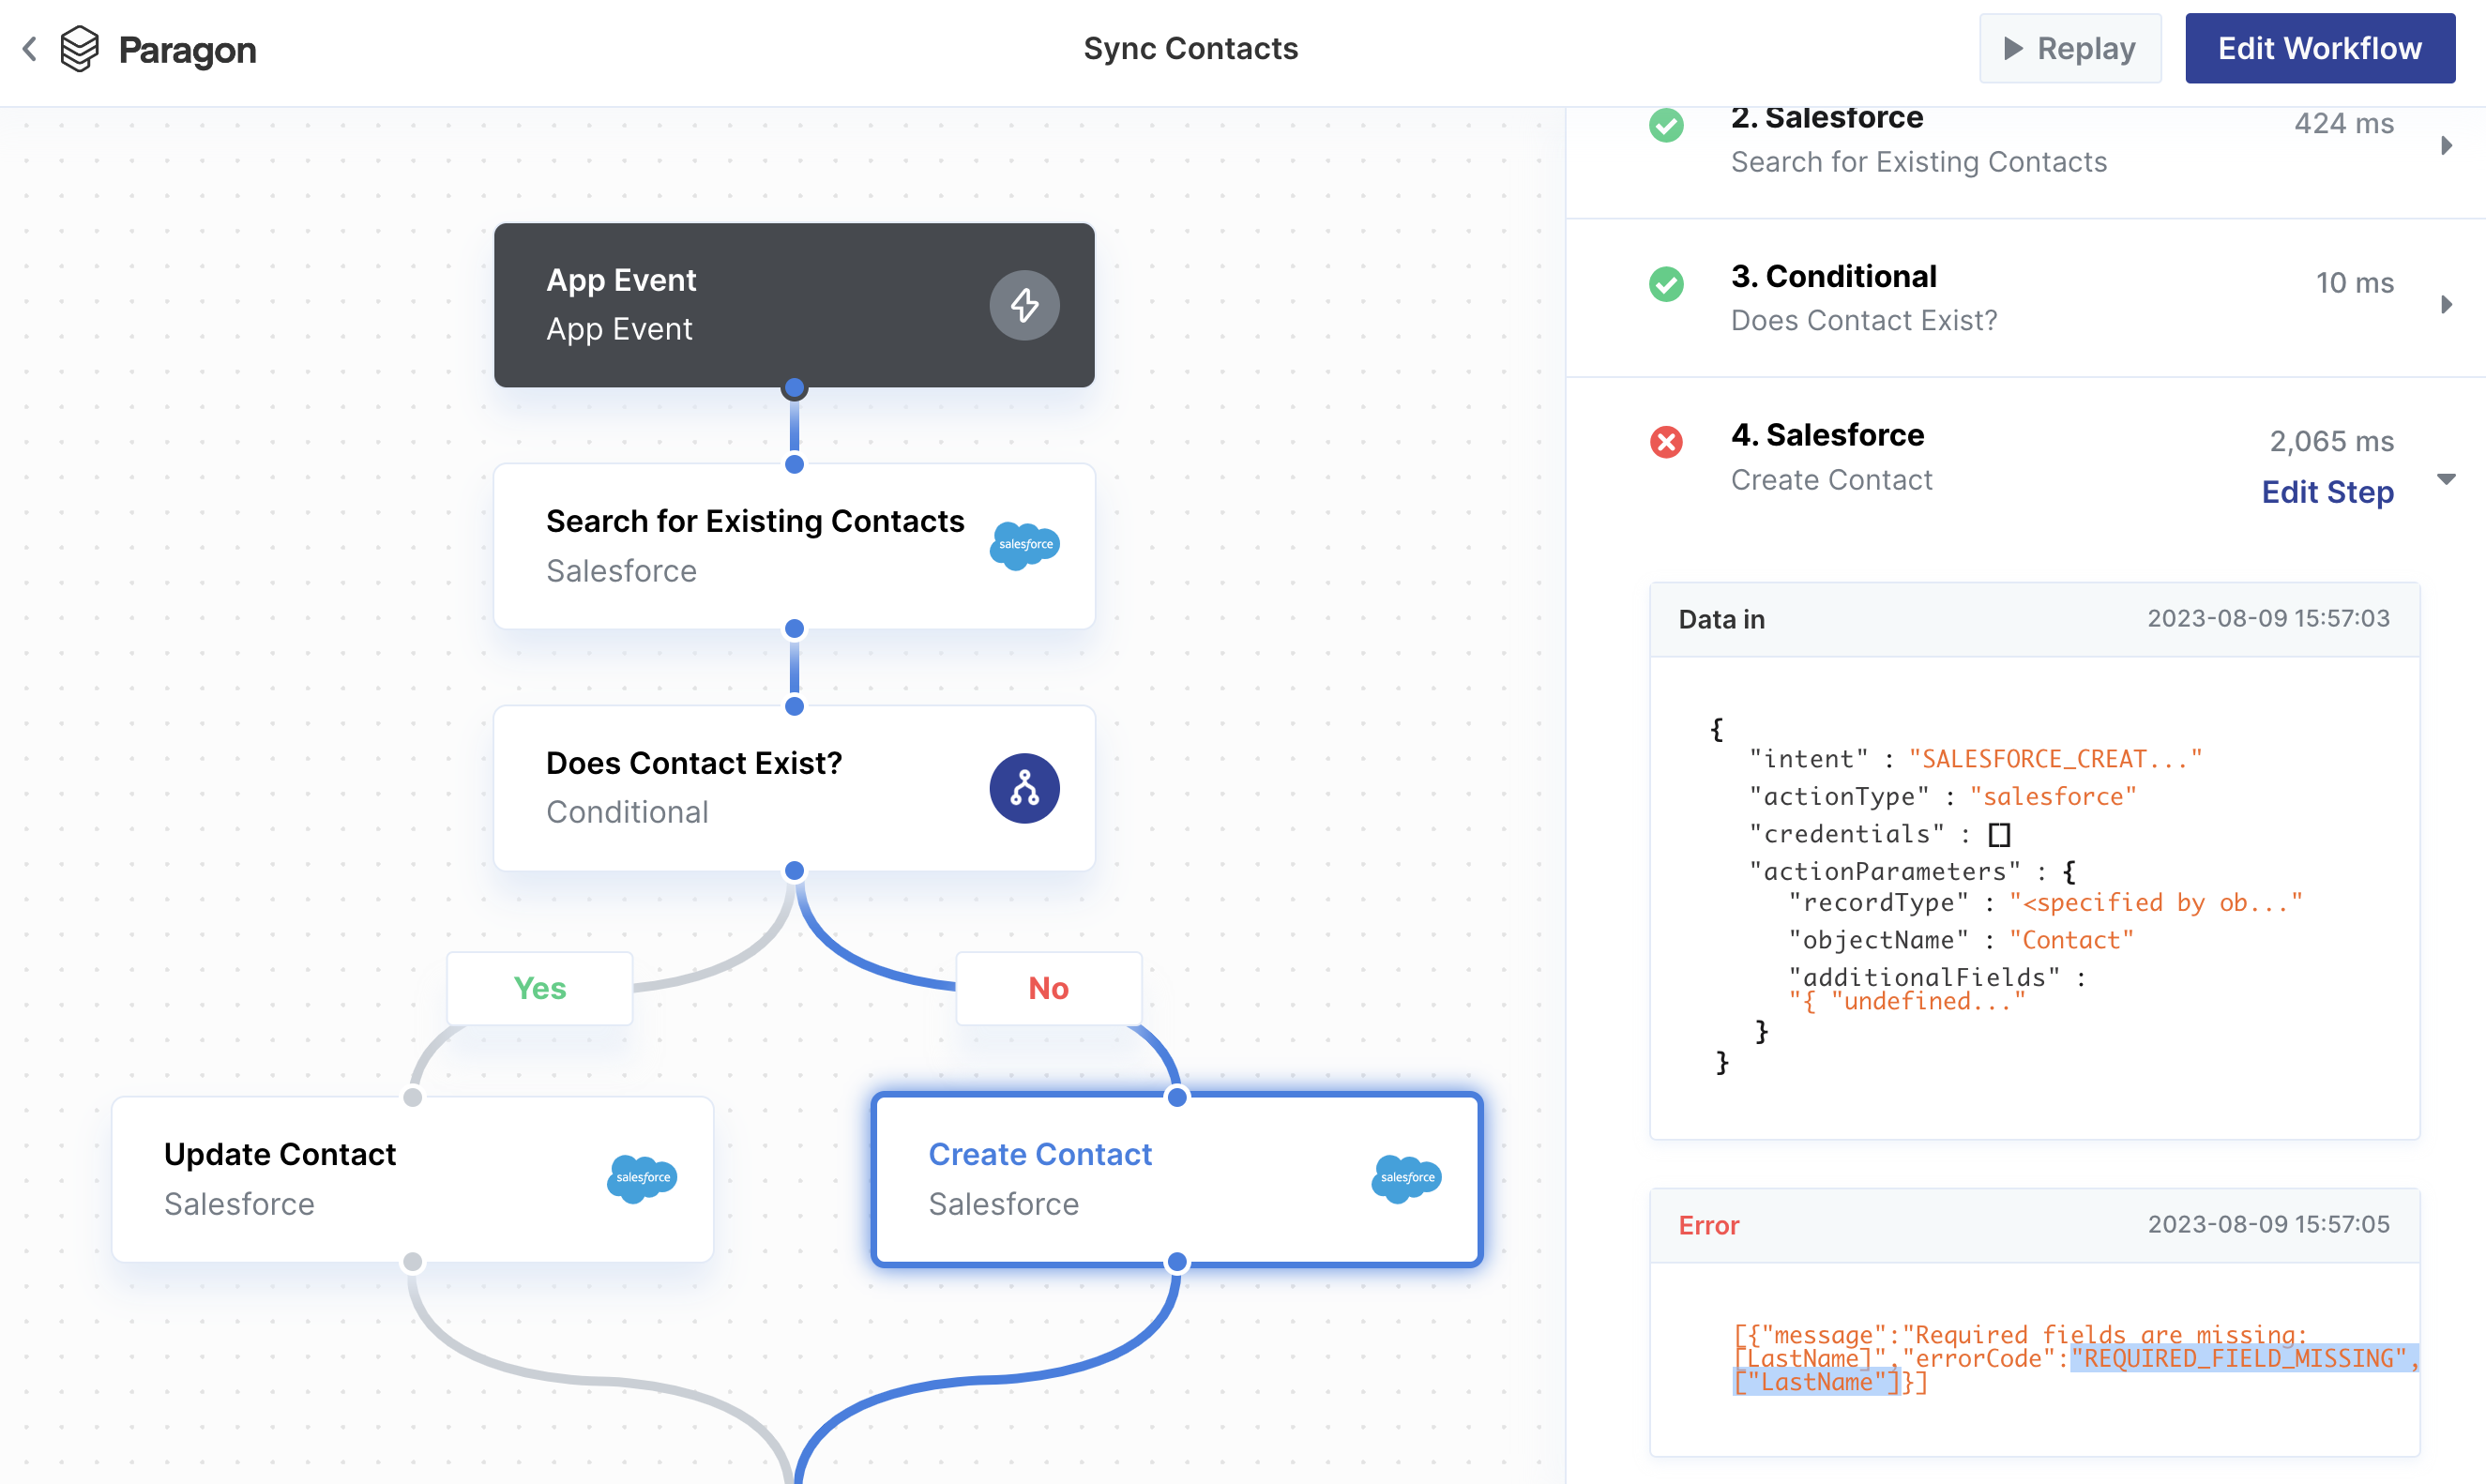 Paragon
Sync Contacts
Replay
Edit Workflow
App Event
App Event
Search for Existing Contacts
Salesforce
salesforce
Does Contact Exist?
Conditional
Yes
No
Update Contact
Salesforce
salesforce
Create Contact
Salesforce
salesforce
2. Salesforce
424 ms
Search for Existing Contacts
3. Conditional
10 ms
Does Contact Exist?
4. Salesforce
2,065 ms
Create Contact
Edit Step
Data in
2023-08-09 15:57:03
{
"intent" : "SALESFORCE_CREAT..."
"actionType" : "salesforce"
"credentials" : []
"actionParameters" : {
"recordType" : "<specified by ob..."
"objectName" : "Contact"
"additionalFields" :
"{ "undefined..."
}
}
Error
2023-08-09 15:57:05
[{"message":"Required fields are missing:
[LastName]","errorCode":"REQUIRED_FIELD_MISSING",
["LastName"]}]